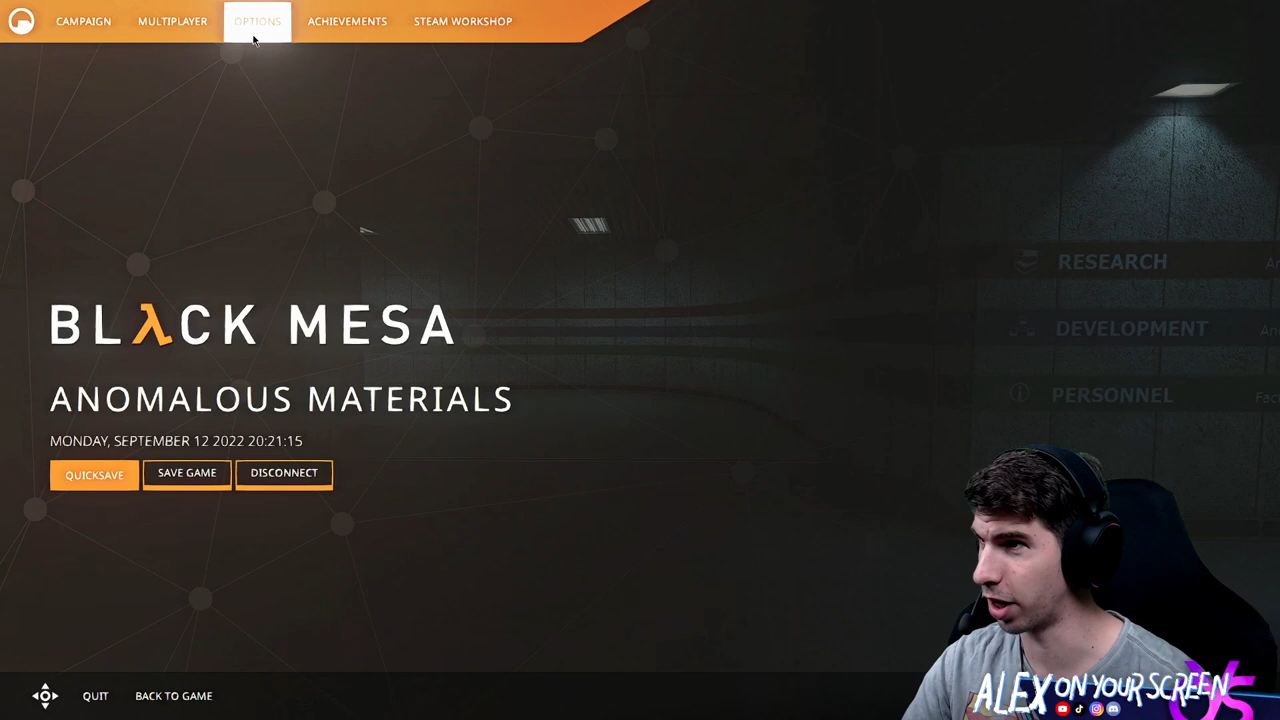 CAMPAIGN MULTIPLAYER OPTIONS ACHIEVEMENTS STEAM WORKSHOP
RESEARCH
DEVELOPMENT
PERSONNEL
BLλCK MESA
ANOMALOUS MATERIALS
MONDAY, SEPTEMBER 12 2022 20:21:15
QUICKSAVE SAVE GAME DISCONNECT
QUIT BACK TO GAME
ALEX ON YOUR SCREEN